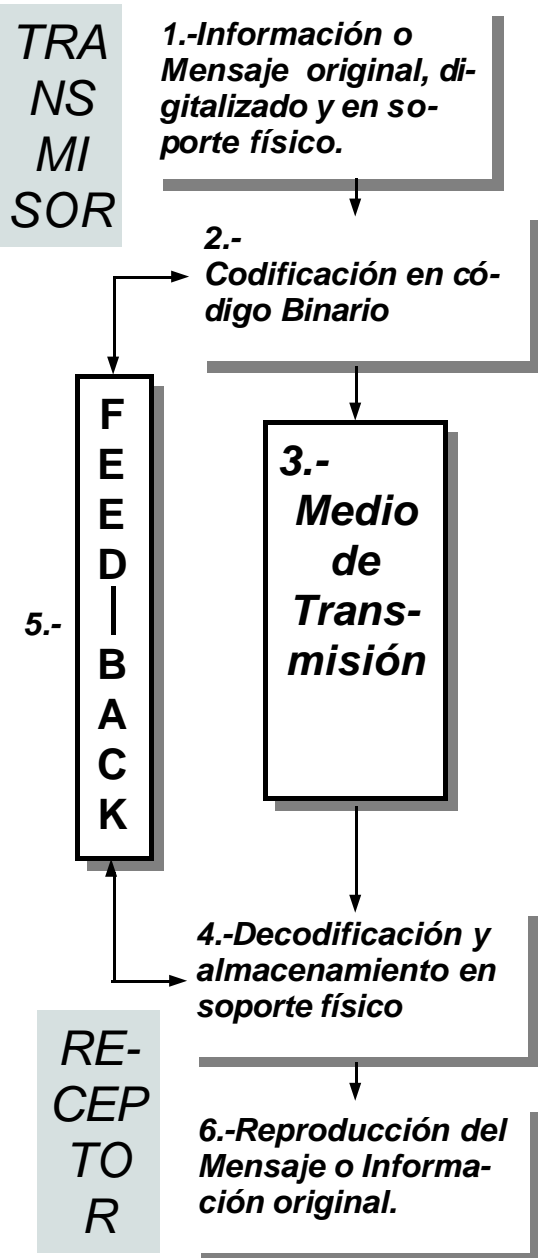 TRA
NS
MI
SOR
1.-Información o
Mensaje original, di-
gitalizado y en so-
porte físico.
2.-
Codificación en có-
digo Binario
F
E
E
D
|
B
A
C
K
5.-
3.-
Medio
de
Trans-
misión
4.-Decodificación y
almacenamiento en
soporte físico
RE-
CEP
TO
R
6.-Reproducción del
Mensaje o Informa-
ción original.